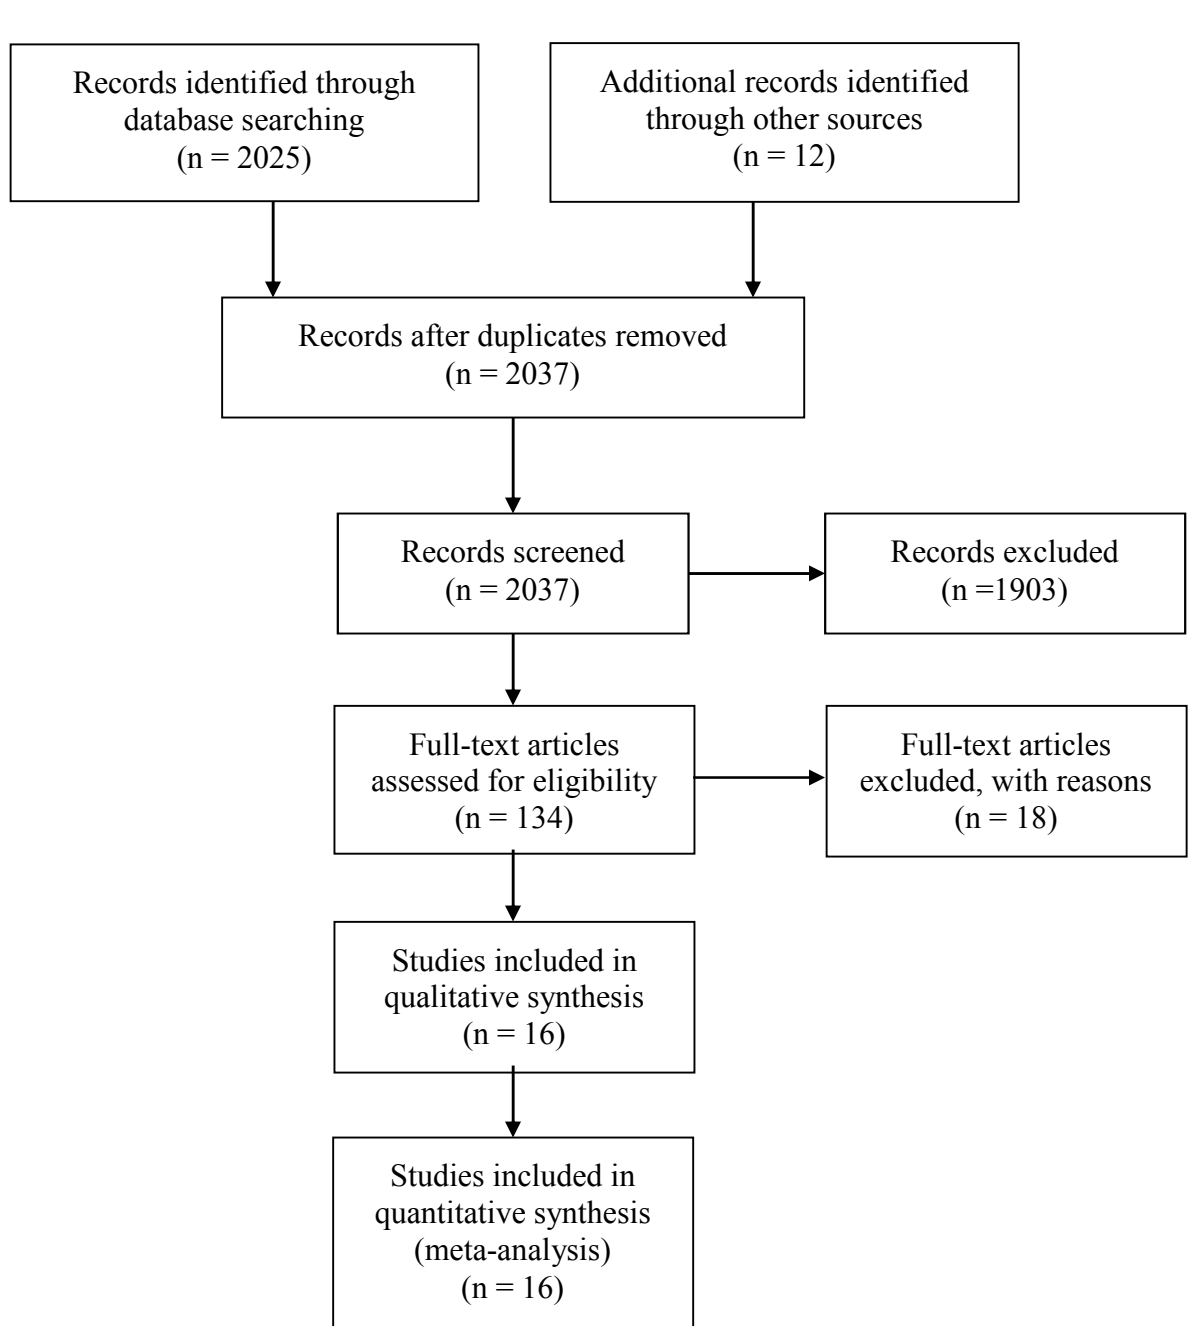 Records identified through
database searching
(n = 2025)
Additional records identified
through other sources
(n = 12)
Records after duplicates removed
(n = 2037)
Records screened
(n = 2037)
Records excluded
(n =1903)
Full-text articles
assessed for eligibility
(n = 134)
Full-text articles
excluded, with reasons
(n = 18)
Studies included in
qualitative synthesis
(n = 16)
Studies included in
quantitative synthesis
(meta-analysis)
(n = 16)